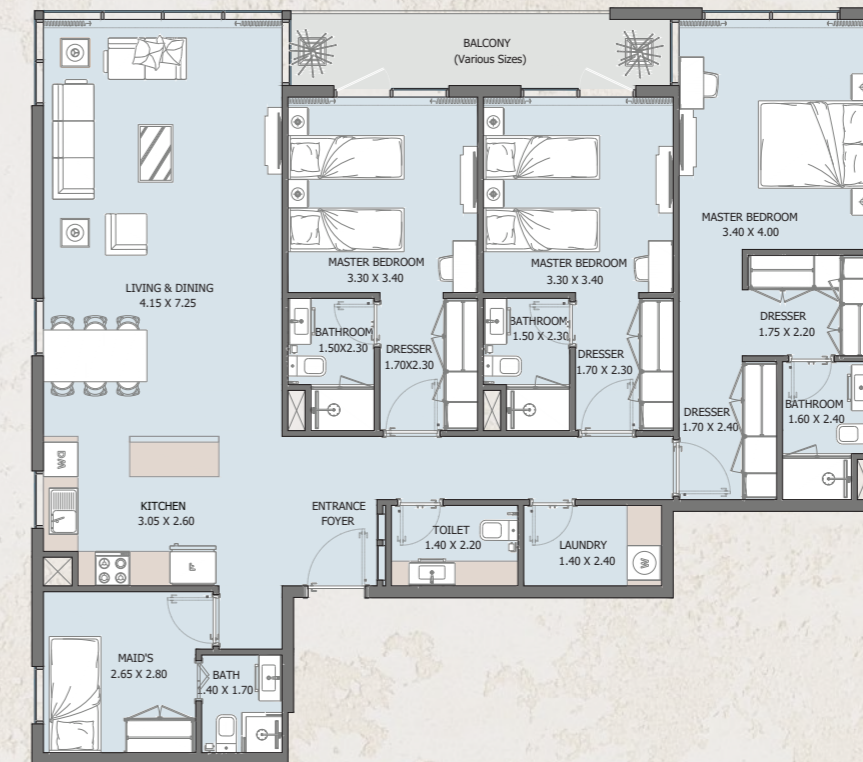 BALCONY
(Various Sizes)
MASTER BEDROOM
3.40 X 4.00
MASTER BEDROOM
3.30 X 3.40
MASTER BEDROOM
3.30 X 3.40
LIVING & DINING
4.15 X 7.25
BATHROOM
1.50X2.30
DRESSER
1.70X2.30
BATHROOM
1.50 X 2.30
DRESSER
1.70 X 2.30
DRESSER
1.75 X 2.20
DRESSER
1.70 X 2.40
BATHROOM
1.60 X 2.40
DW
KITCHEN
3.05 X 2.60
ENTRANCE
FOYER
TOILET
1.40 X 2.20
LAUNDRY
1.40 X 2.40
W
MAID'S
2.65 X 2.80
BATH
1.40 X 1.70